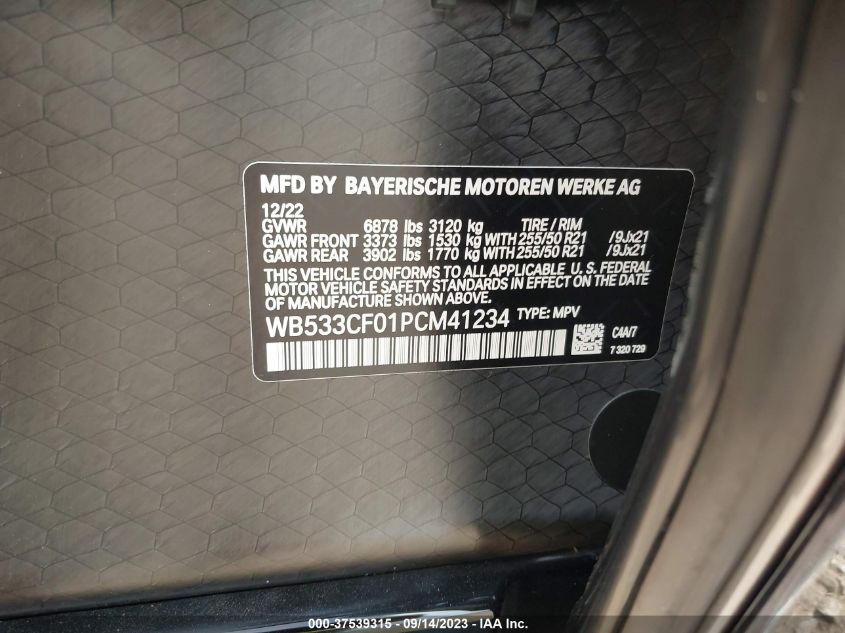 MFD BY BAYERISCHE MOTOREN WERKE AG
12/22
GVWR 6878 lbs 3120 kg TIRE / RIM
GAWR FRONT 3373 lbs 1530 kg WITH 255/50 R21 /9Jx21
GAWR REAR 3902 lbs 1770 kg WITH 255/50 R21 /9Jx21
THIS VEHICLE CONFORMS TO ALL APPLICABLE U. S. FEDERAL
MOTOR VEHICLE SAFETY STANDARDS IN EFFECT ON THE DATE
OF MANUFACTURE SHOWN ABOVE.
WB533CF01PCM41234 TYPE: MPV
C4A/7
7 320 729
000-37539315 - 09/14/2023 - IAA Inc.